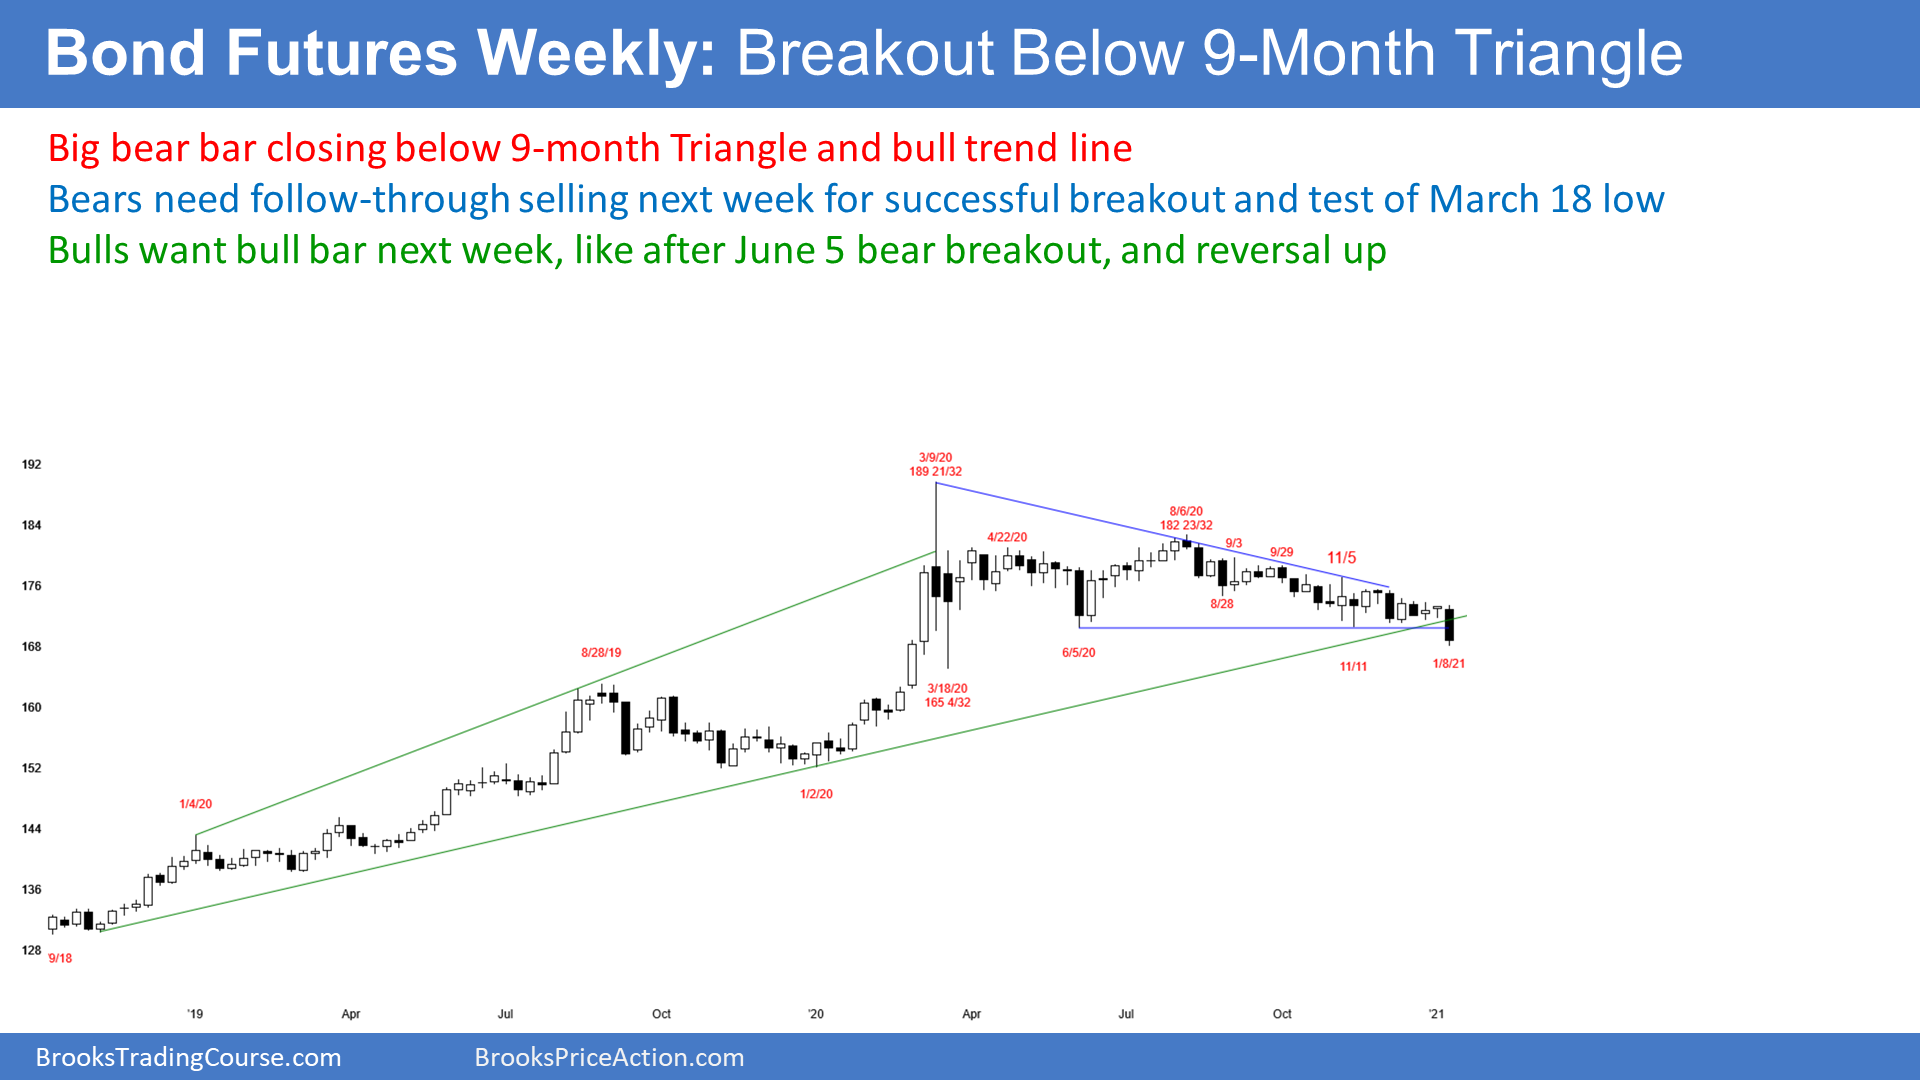 Bond Futures Weekly: Breakout Below 9-Month Triangle
Big bear bar closing below 9-month Triangle and bull trend line
Bears need follow-through selling next week for successful breakout and test of March 18 low
Bulls want bull bar next week, like after June 5 bear breakout, and reversal up
192
184
176
168
160
152
144
136
128
9/18
1/4/20
8/28/19
1/2/20
3/9/20
189 21/32
3/18/20
165 4/32
4/22/20
6/5/20
8/6/20
182 23/32
8/28
9/3
9/29
11/5
11/11
1/8/21
'19
Apr
Jul
Oct
'20
Apr
Jul
Oct
'21
BrooksTradingCourse.com
BrooksPriceAction.com